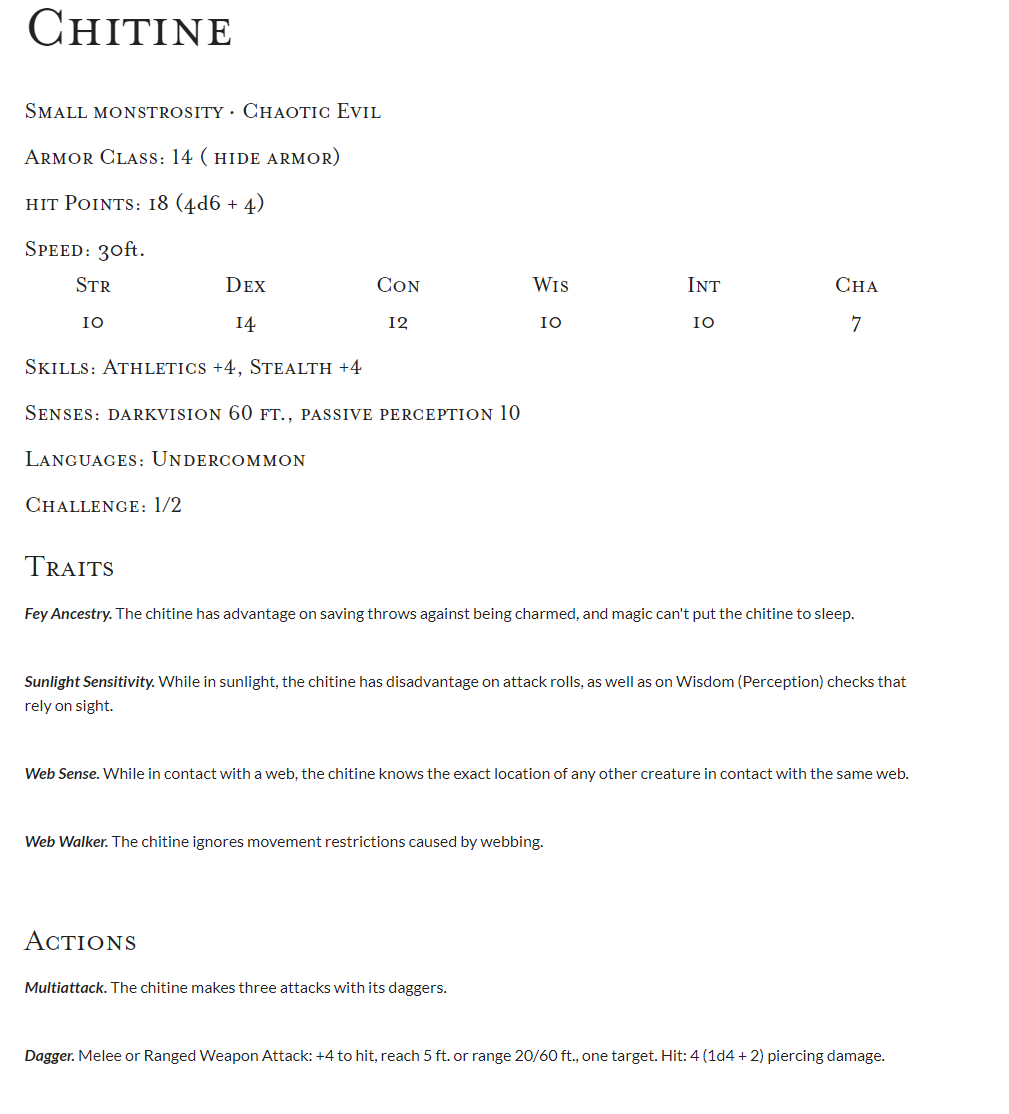 Chitine
Small monstrosity · Chaotic Evil
Armor Class: 14 ( hide armor)
hit Points: 18 (4d6 + 4)
Speed: 30ft.
Str Dex Con Wis Int Cha
10 14 12 10 10 7
Skills: Athletics +4, Stealth +4
Senses: darkvision 60 ft., passive perception 10
Languages: Undercommon
Challenge: 1/2
Traits
Fey Ancestry. The chitine has advantage on saving throws against being charmed, and magic can't put the chitine to sleep.
Sunlight Sensitivity. While in sunlight, the chitine has disadvantage on attack rolls, as well as on Wisdom (Perception) checks that
rely on sight.
Web Sense. While in contact with a web, the chitine knows the exact location of any other creature in contact with the same web.
Web Walker. The chitine ignores movement restrictions caused by webbing.
Actions
Multiattack. The chitine makes three attacks with its daggers.
Dagger. Melee or Ranged Weapon Attack: +4 to hit, reach 5 ft. or range 20/60 ft., one target. Hit: 4 (1d4 + 2) piercing damage.